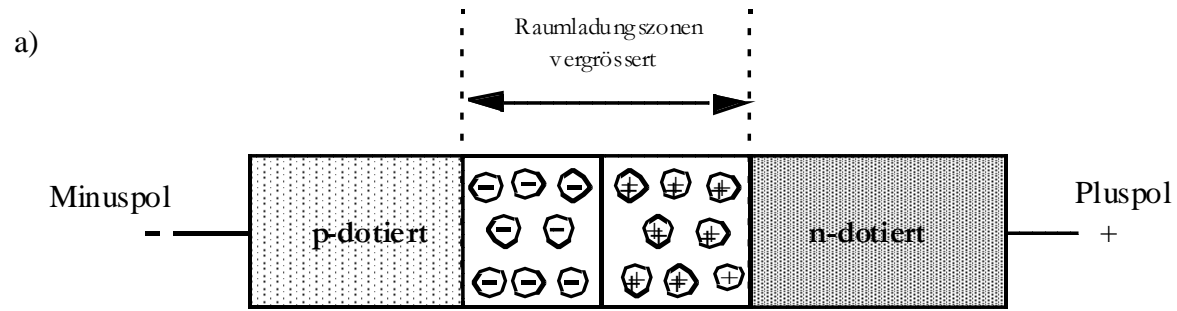 a)
Raumladungszonen
vergrössert
Minuspol
-
p-dotiert
n-dotiert
Pluspol
+